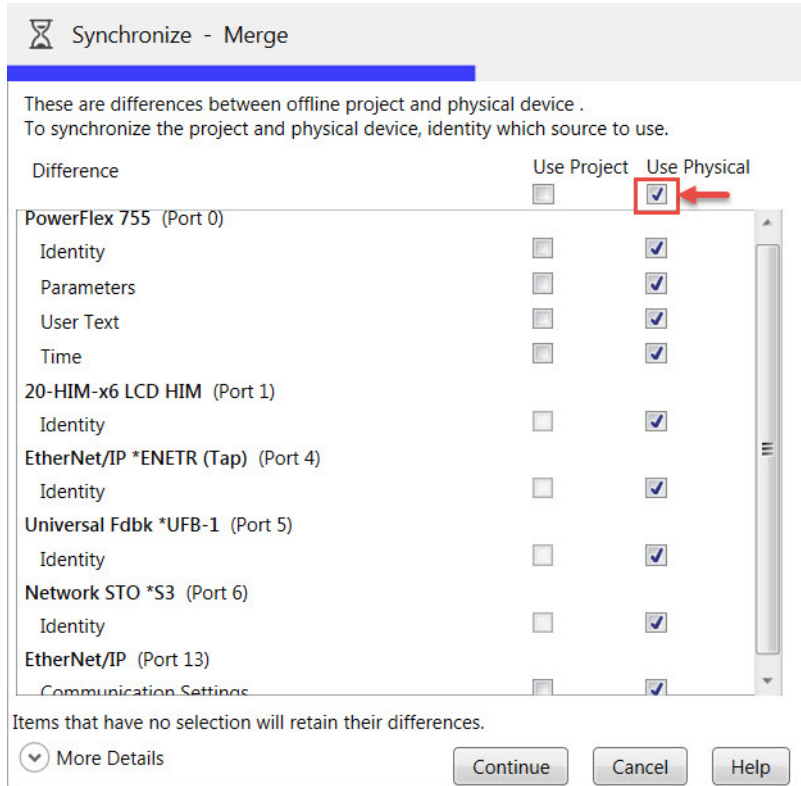 Synchronize - Merge
These are differences between offline project and physical device .
To synchronize the project and physical device, identity which source to use.
Difference Use Project Use Physical
PowerFlex 755 (Port 0)
Identity
Parameters
User Text
Time
20-HIM-x6 LCD HIM (Port 1)
Identity
EtherNet/IP *ENETR (Tap) (Port 4)
Identity
Universal Fdbk *UFB-1 (Port 5)
Identity
Network STO *S3 (Port 6)
Identity
EtherNet/IP (Port 13)
Communication Settings
Items that have no selection will retain their differences.
More Details Continue Cancel Help